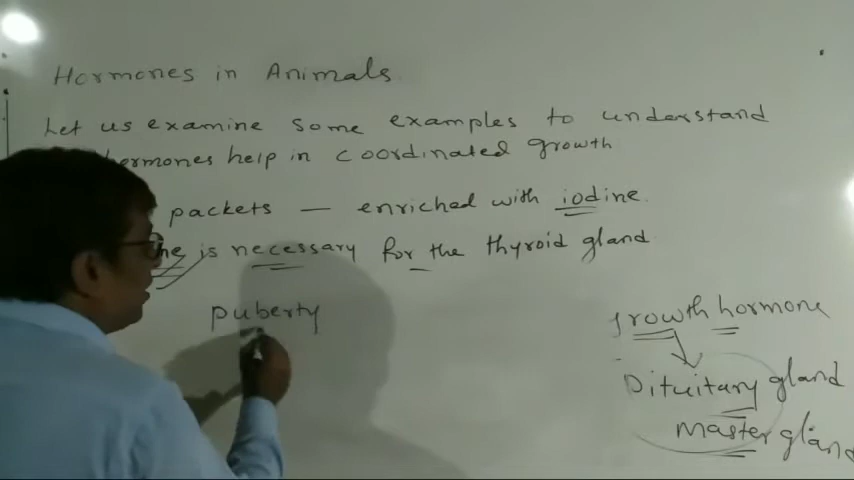 Hormones in Animals
Let us examine some examples to understand
hormones help in coordinated growth
packets — enriched with iodine.
is necessary for the thyroid gland
puberty
growth hormone
Pituitary gland
Master gland